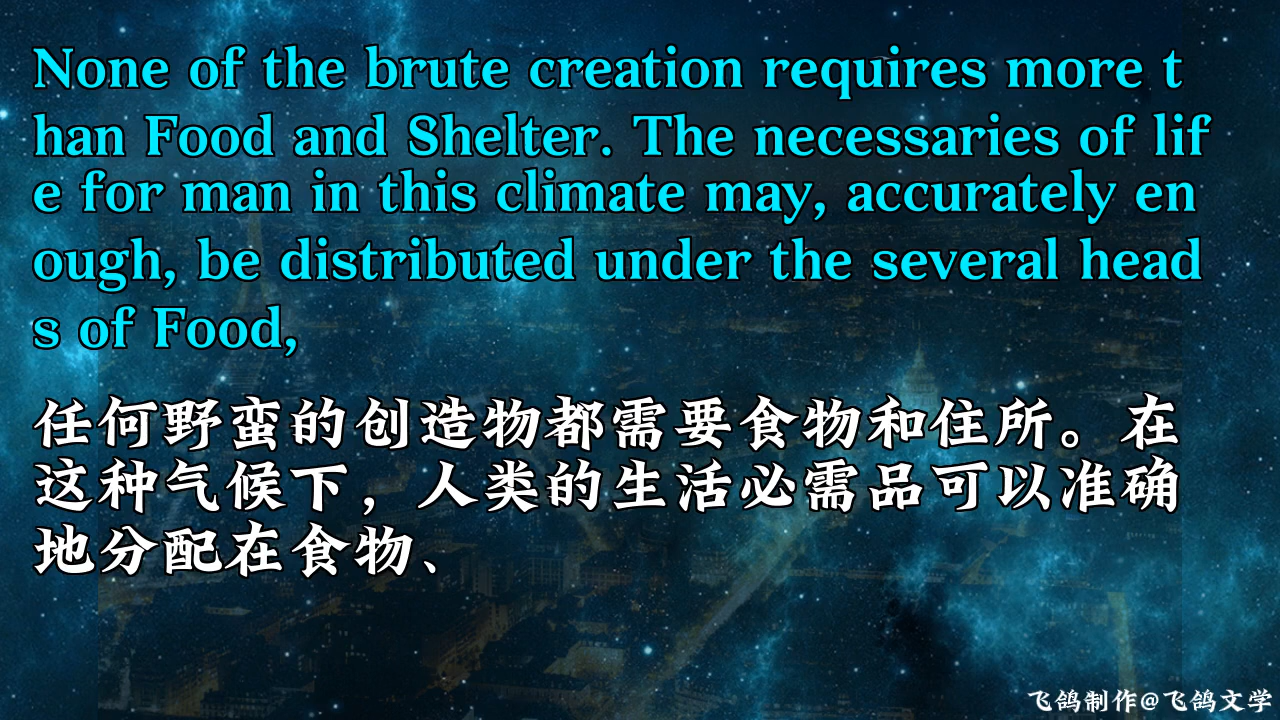 None of the brute creation requires more t
han Food and Shelter. The necessaries of lif
e for man in this climate may, accurately en
ough, be distributed under the several head
s of Food,
任何野蛮的创造物都需要食物和住所。在
这种气候下，人类的生活必需品可以准确
地分配在食物、
飞鸽制作@飞鸽文学